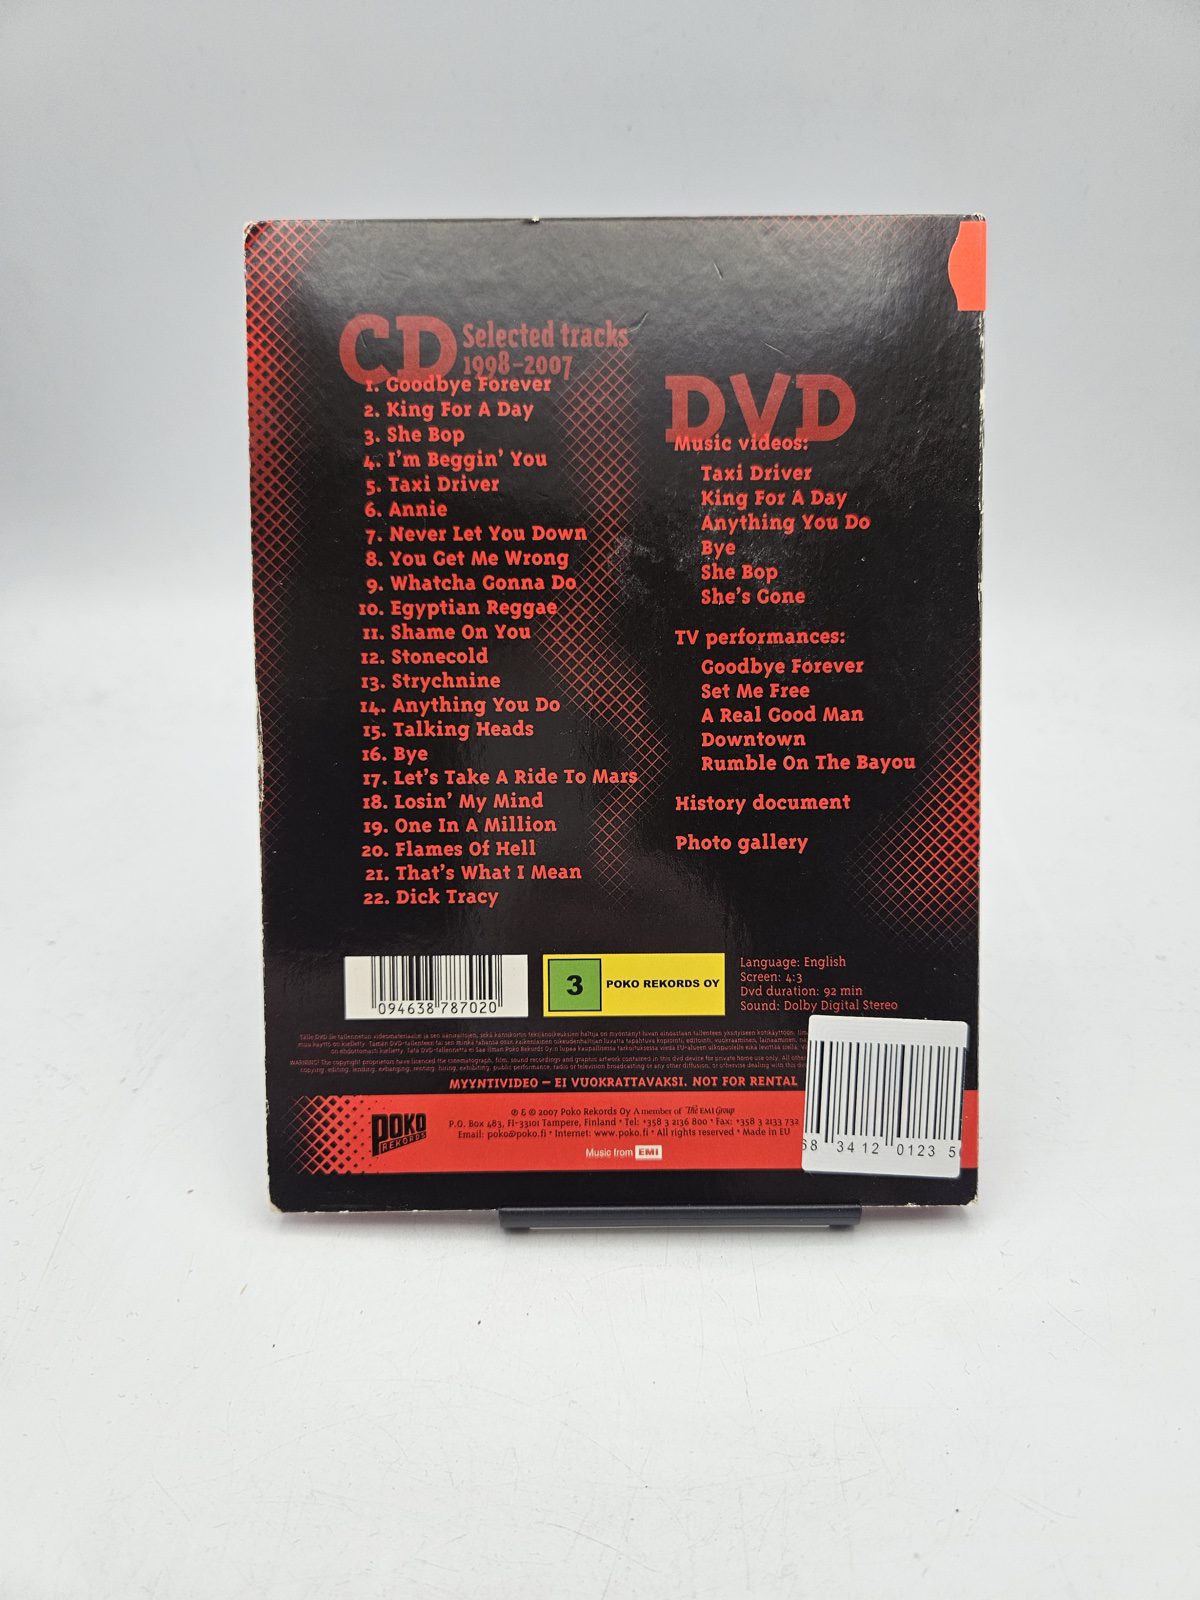 CD Selected tracks
1998-2007
1. Goodbye Forever
2. King For A Day
3. She Bop
4. I'm Beggin' You
5. Taxi Driver
6. Annie
7. Never Let You Down
8. You Get Me Wrong
9. Whatcha Gonna Do
10. Egyptian Reggae
11. Shame On You
12. Stonecold
13. Strychnine
14. Anything You Do
15. Talking Heads
16. Bye
17. Let's Take A Ride To Mars
18. Losin' My Mind
19. One In A Million
20. Flames Of Hell
21. That's What I Mean
22. Dick Tracy
DVD
Music videos:
Taxi Driver
King For A Day
Anything You Do
Bye
She Bop
She's Gone
TV performances:
Goodbye Forever
Set Me Free
A Real Good Man
Downtown
Rumble On The Bayou
History document
Photo gallery
094638 787020
3 POKO REKORDS OY
Language: English
Screen: 4:3
Dvd duration: 92 min
Sound: Dolby Digital Stereo
MYYNTIVIDEO – EI VUOKRATTAVAKSI. NOT FOR RENTAL
POKO
REKORDS
℗ & © 2007 Poko Rekords Oy A member of The EMI Group
P.O. Box 483, FI-33101 Tampere, Finland • Tel: +358 3 2136 800 • Fax: +358 3 2133 732
Email: poko@poko.fi • Internet: www.poko.fi • All rights reserved • Made in EU
Music from EMI
68 3412 0123 5